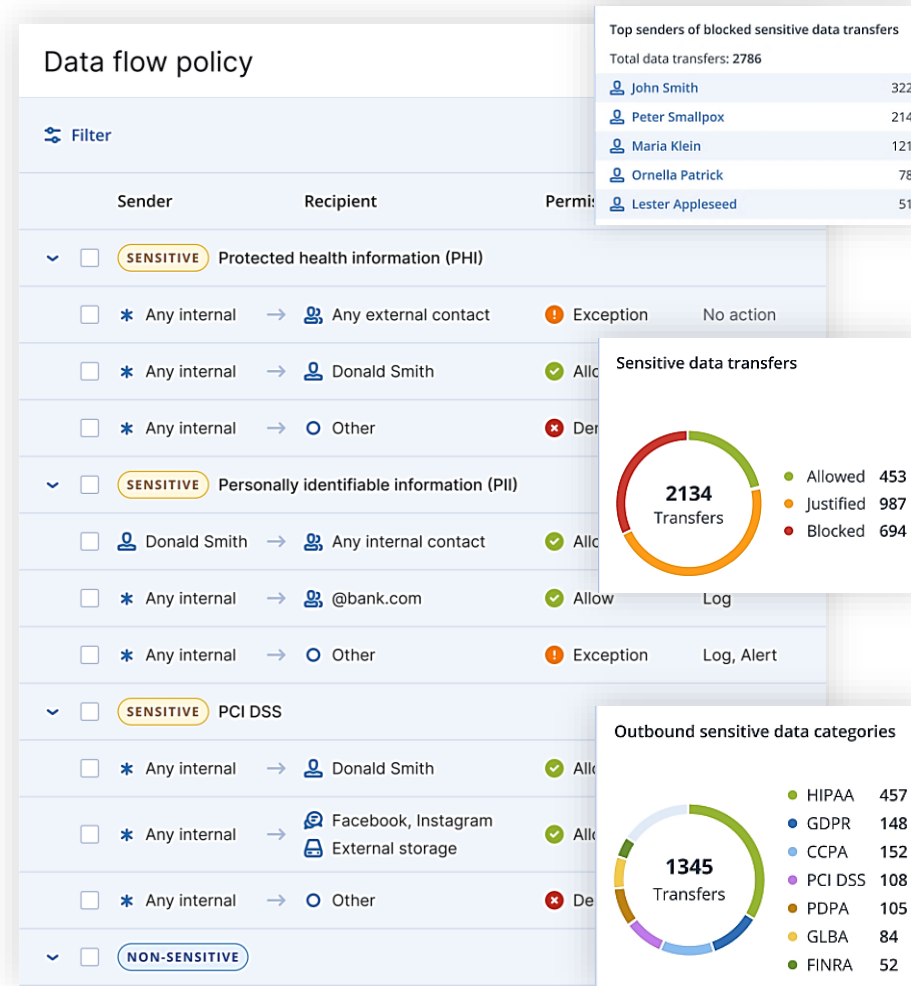 Data flow policy
Filter
Sender Recipient Permis
SENSITIVE Protected health information (PHI)
Any internal → Any external contact Exception No action
Any internal → Donald Smith Allo
Any internal → Other Den
SENSITIVE Personally identifiable information (PII)
Donald Smith → Any internal contact Allo
Any internal → @bank.com Allow Log
Any internal → Other Exception Log, Alert
SENSITIVE PCI DSS
Any internal → Donald Smith Allo
Any internal → Facebook, Instagram Allo
External storage
Any internal → Other De
NON-SENSITIVE
Top senders of blocked sensitive data transfers
Total data transfers: 2786
John Smith 322
Peter Smallpox 214
Maria Klein 121
Ornella Patrick 78
Lester Appleseed 51
Sensitive data transfers
2134
Transfers
Allowed 453
Justified 987
Blocked 694
Outbound sensitive data categories
1345
Transfers
HIPAA 457
GDPR 148
CCPA 152
PCI DSS 108
PDPA 105
GLBA 84
FINRA 52